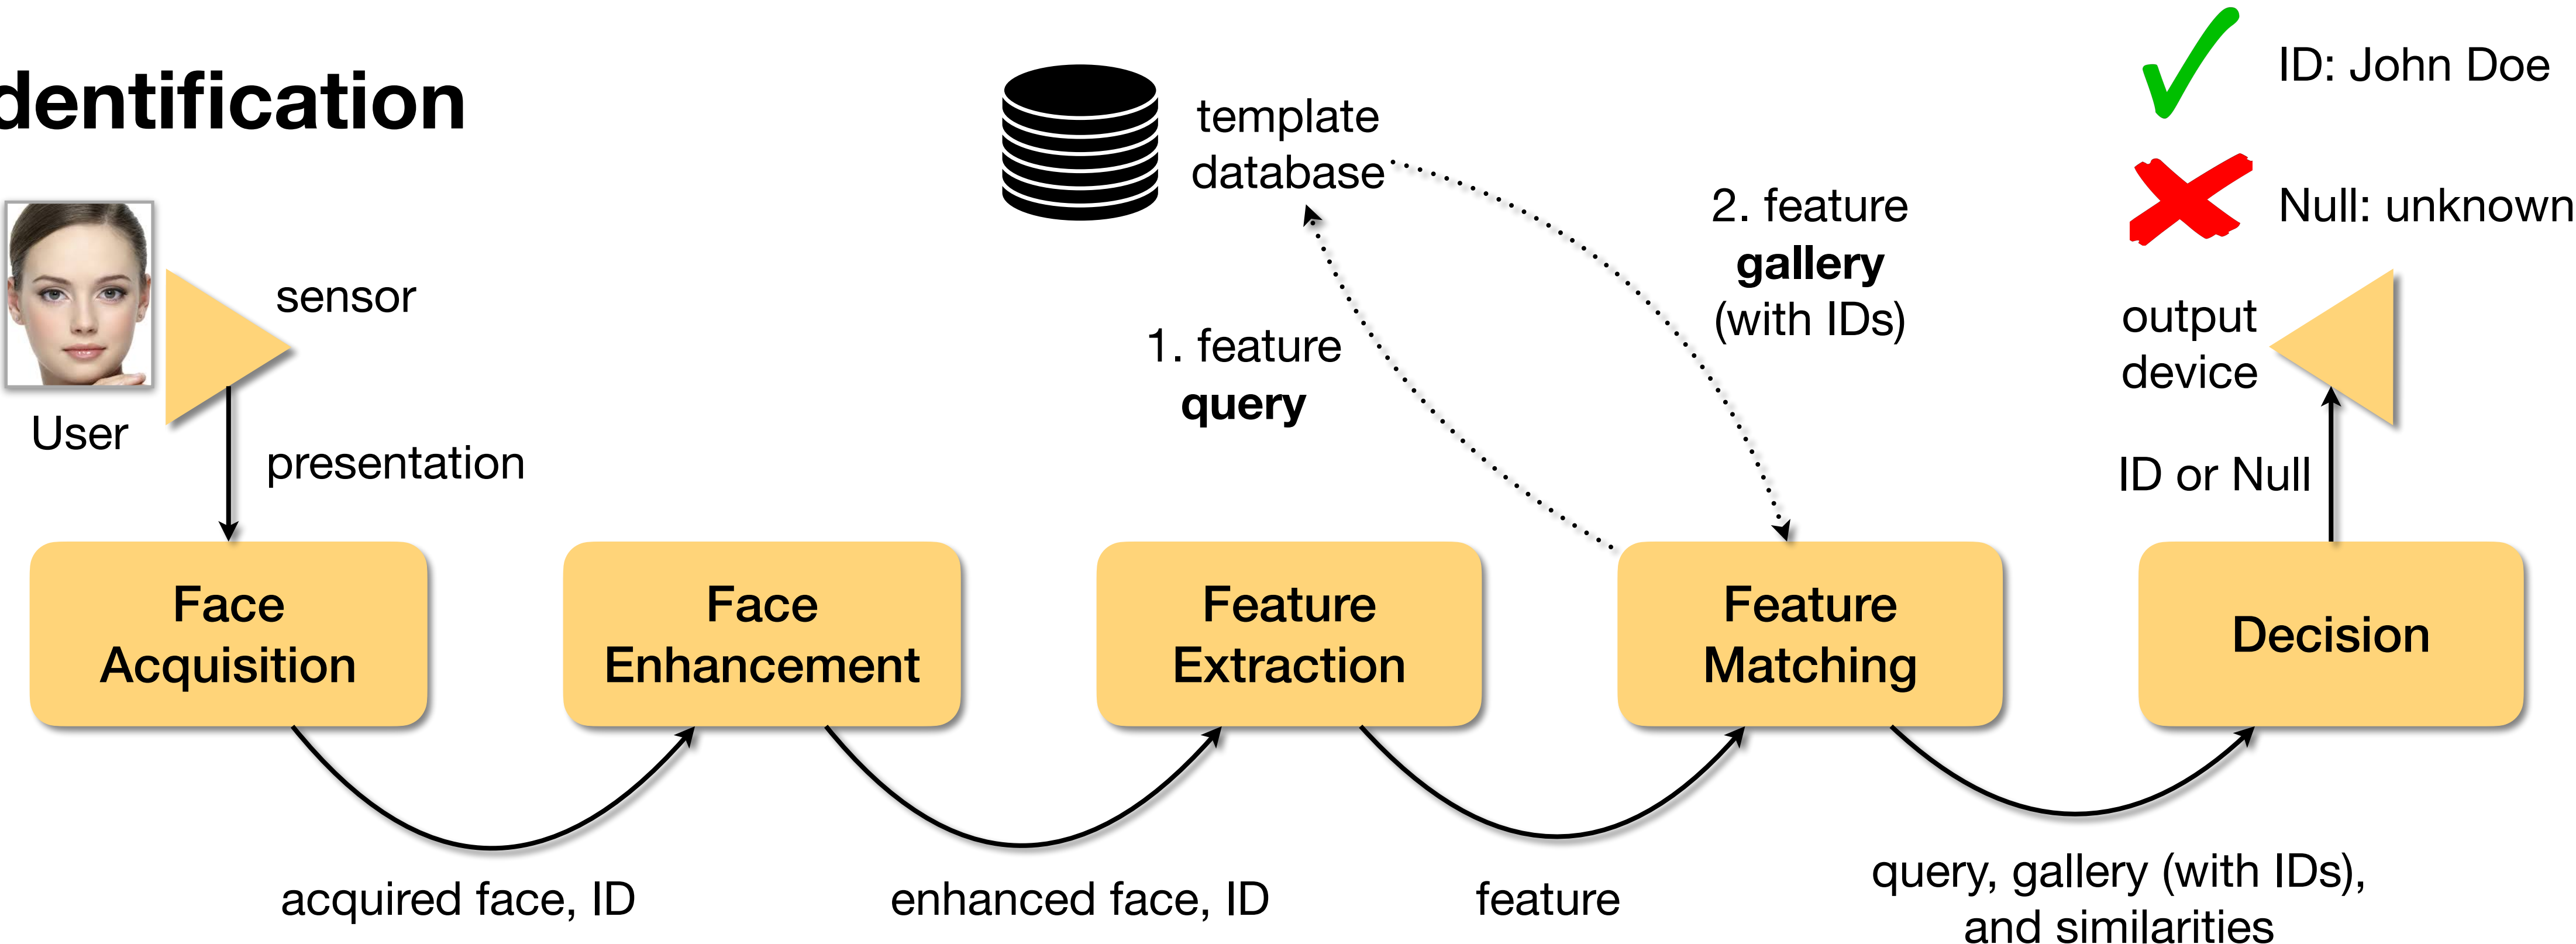 dentification
template
database
ID: John Doe
Null: unknown
sensor
User
presentation
1. feature
query
2. feature
gallery
(with IDs)
output
device
ID or Null
Face
Acquisition
Face
Enhancement
Feature
Extraction
Feature
Matching
Decision
acquired face, ID
enhanced face, ID
feature
query, gallery (with IDs),
and similarities